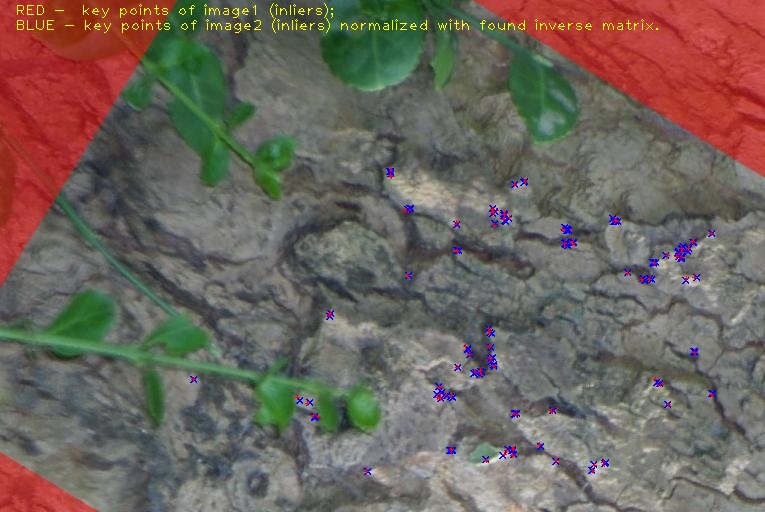 RED –  key points of image1 (inliers);
BLUE – key points of image2 (inliers) normalized with found inverse matrix.